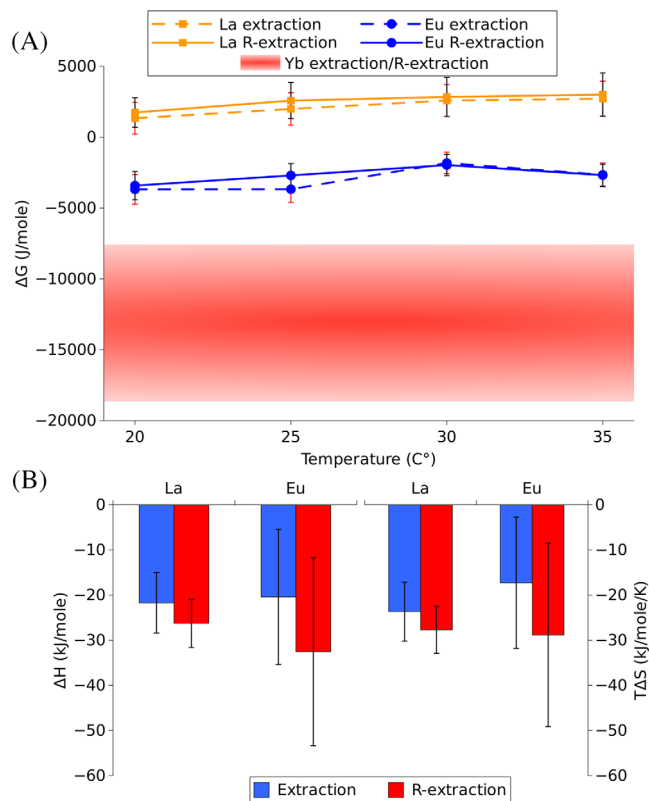 (A)
La extraction
Eu extraction
La R-extraction
Eu R-extraction
Yb extraction/R-extraction
5000
0
−5000
−10000
−15000
−20000
ΔG (J/mole)
20
25
30
35
Temperature (C°)
(B)
La
Eu
La
Eu
0
−10
−20
−30
−40
−50
−60
ΔH (kJ/mole)
0
−10
−20
−30
−40
−50
−60
TΔS (kJ/mole/K)
Extraction
R-extraction